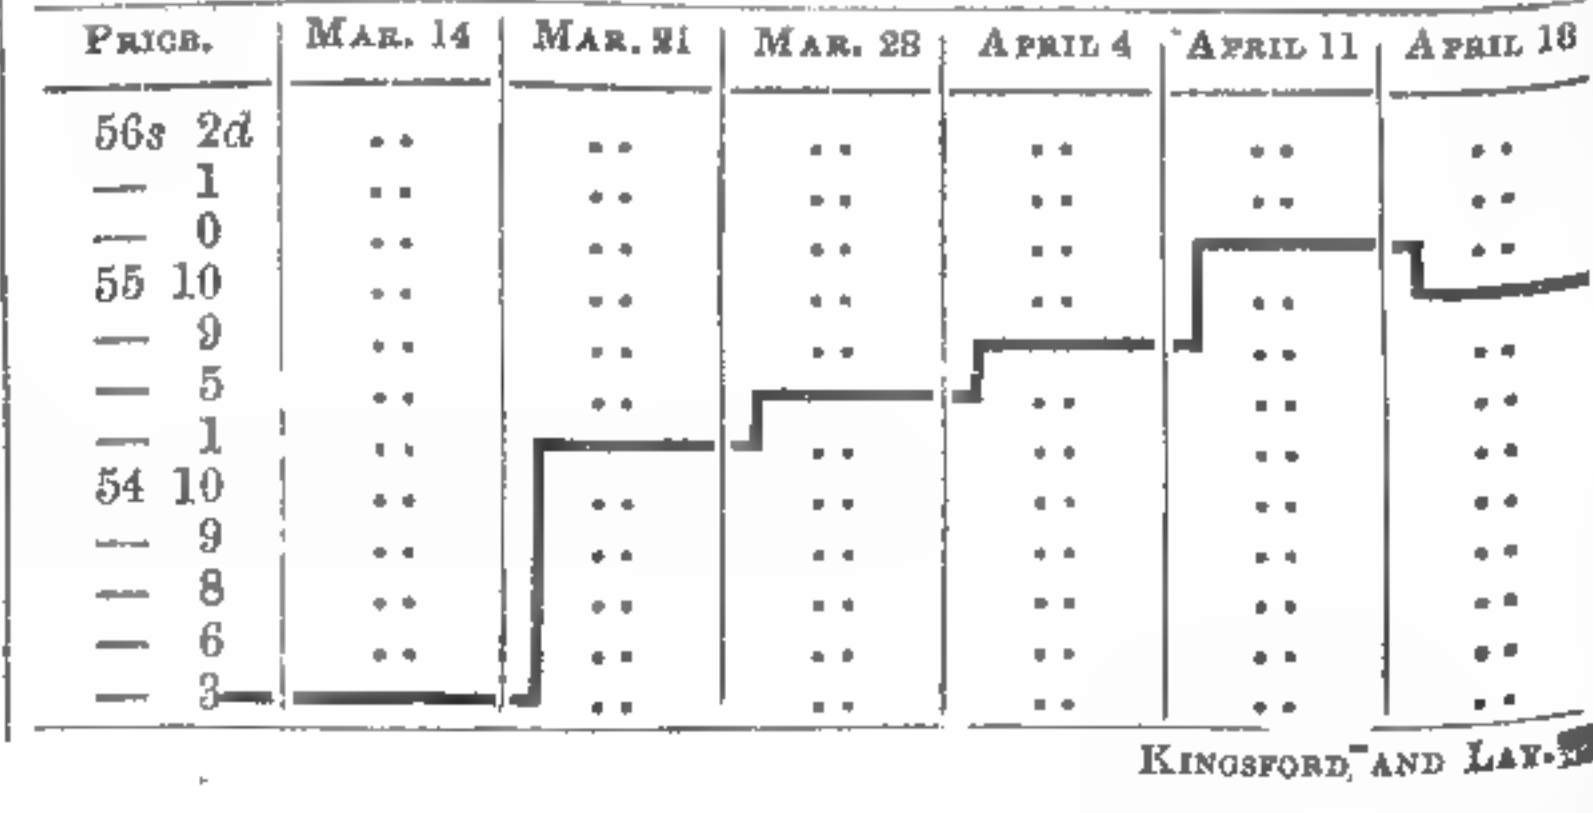 PRICE. MAR. 14 MAR. 21 MAR. 28 APRIL 4 APRIL 11 APRIL 18
56s 2d .. .. .. .. .. ..
— 1 .. .. .. .. .. ..
— 0 .. .. .. .. ..
55 10 .. .. .. .. ..
— 9 .. .. .. .. ..
— 5 .. .. .. .. ..
— 1 .. .. .. .. ..
54 10 .. .. .. .. .. ..
— 9 .. .. .. .. .. ..
— 8 .. .. .. .. .. ..
— 6 .. .. .. .. .. ..
— 3 .. .. .. .. ..
KINGSFORD, AND LAY.